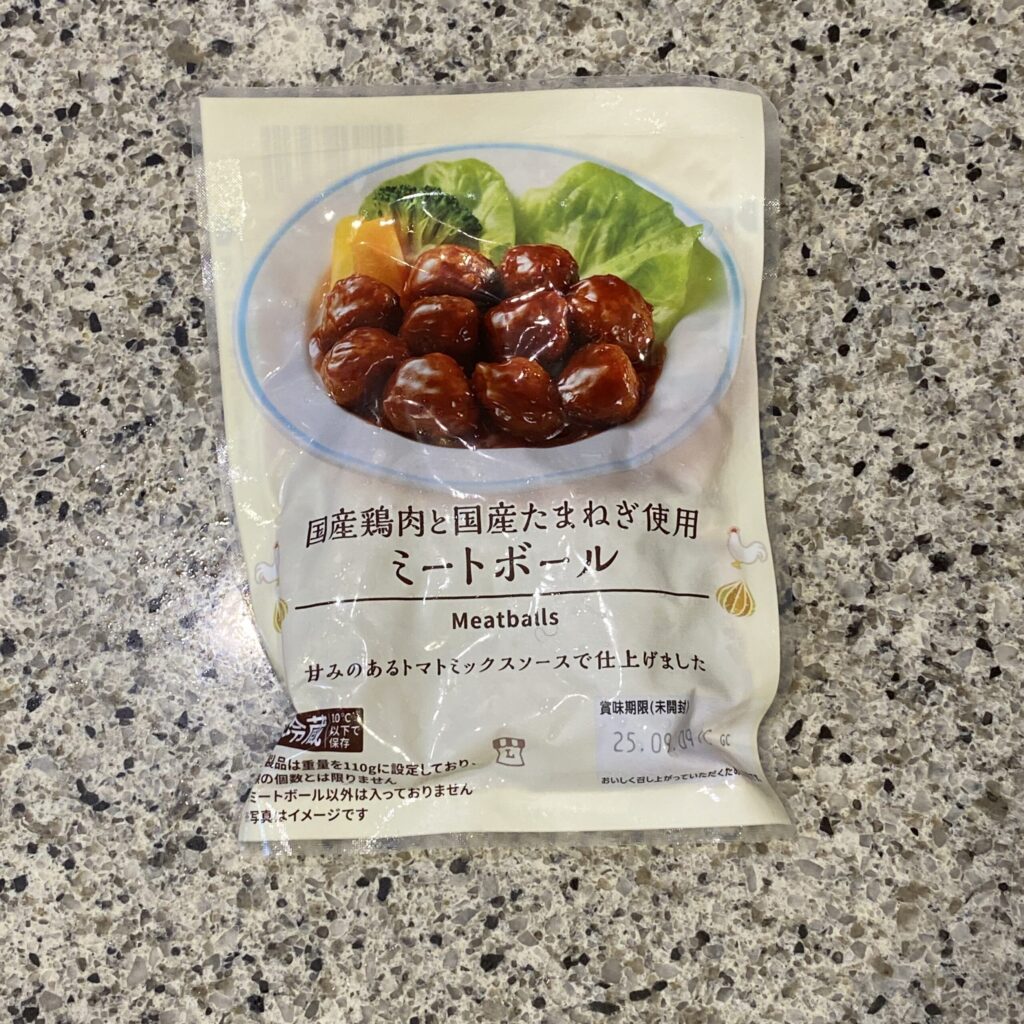 国産鶏肉と国産たまねぎ使用
ミートボール
Meatballs
甘みのあるトマトミックスソースで仕上げました
冷蔵
10℃
以下で
保存
賞味期限(未開封)
25.09.09
L
製品は重量を110gに設定しており、
の個数とは限りません
ミートボール以外は入っておりません
写真はイメージです
おいしく召し上がっていただくため